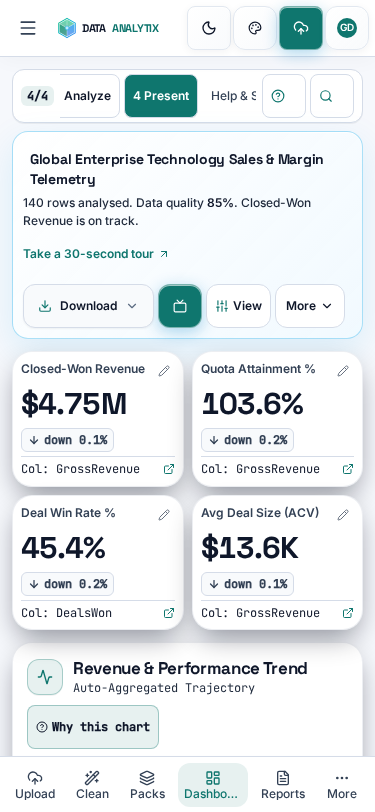 DATA ANALYTIX
GD
4/4 Analyze 4 Present Help & S
Global Enterprise Technology Sales & Margin
Telemetry
140 rows analysed. Data quality 85%. Closed-Won
Revenue is on track.
Take a 30-second tour
Download View More
Closed-Won Revenue
$4.75M
down 0.1%
Col: GrossRevenue
Quota Attainment %
103.6%
down 0.2%
Col: GrossRevenue
Deal Win Rate %
45.4%
down 0.2%
Col: DealsWon
Avg Deal Size (ACV)
$13.6K
down 0.1%
Col: GrossRevenue
Revenue & Performance Trend
Auto-Aggregated Trajectory
Why this chart
Upload Clean Packs Dashbo... Reports More